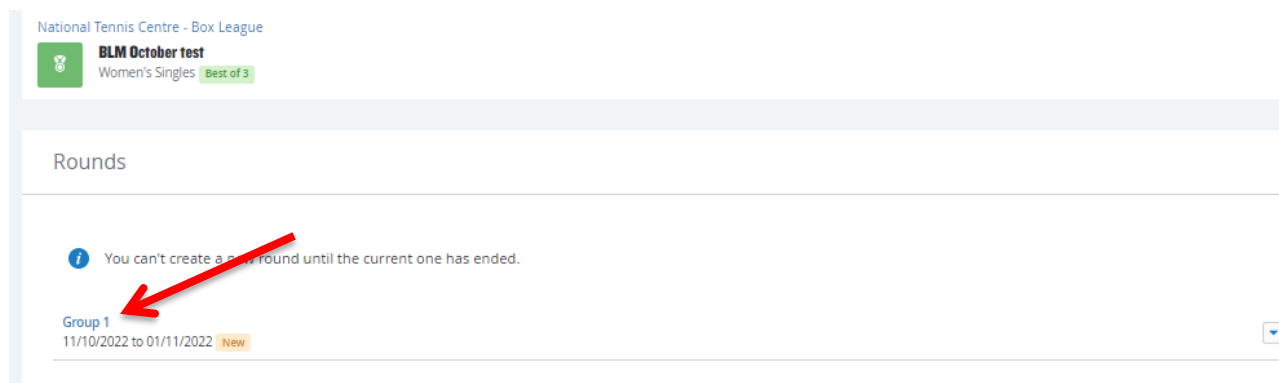 National Tennis Centre - Box League
BLM October test
Women's Singles Best of 3
Rounds
You can't create a new round until the current one has ended.
Group 1
11/10/2022 to 01/11/2022 New